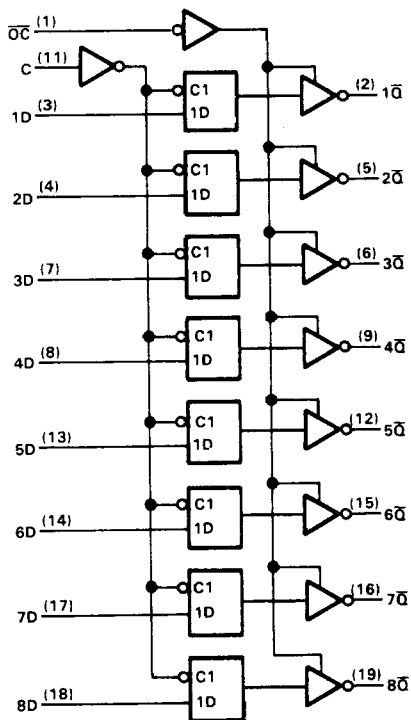 O̅C̅ (1)
C (11)
C1 (2) 1Q̅
1D (3) 1D
C1 (5) 2Q̅
2D (4) 1D
C1 (6) 3Q̅
3D (7) 1D
C1 (9) 4Q̅
4D (8) 1D
C1 (12) 5Q̅
5D (13) 1D
C1 (15) 6Q̅
6D (14) 1D
C1 (16) 7Q̅
7D (17) 1D
C1 (19) 8Q̅
8D (18) 1D